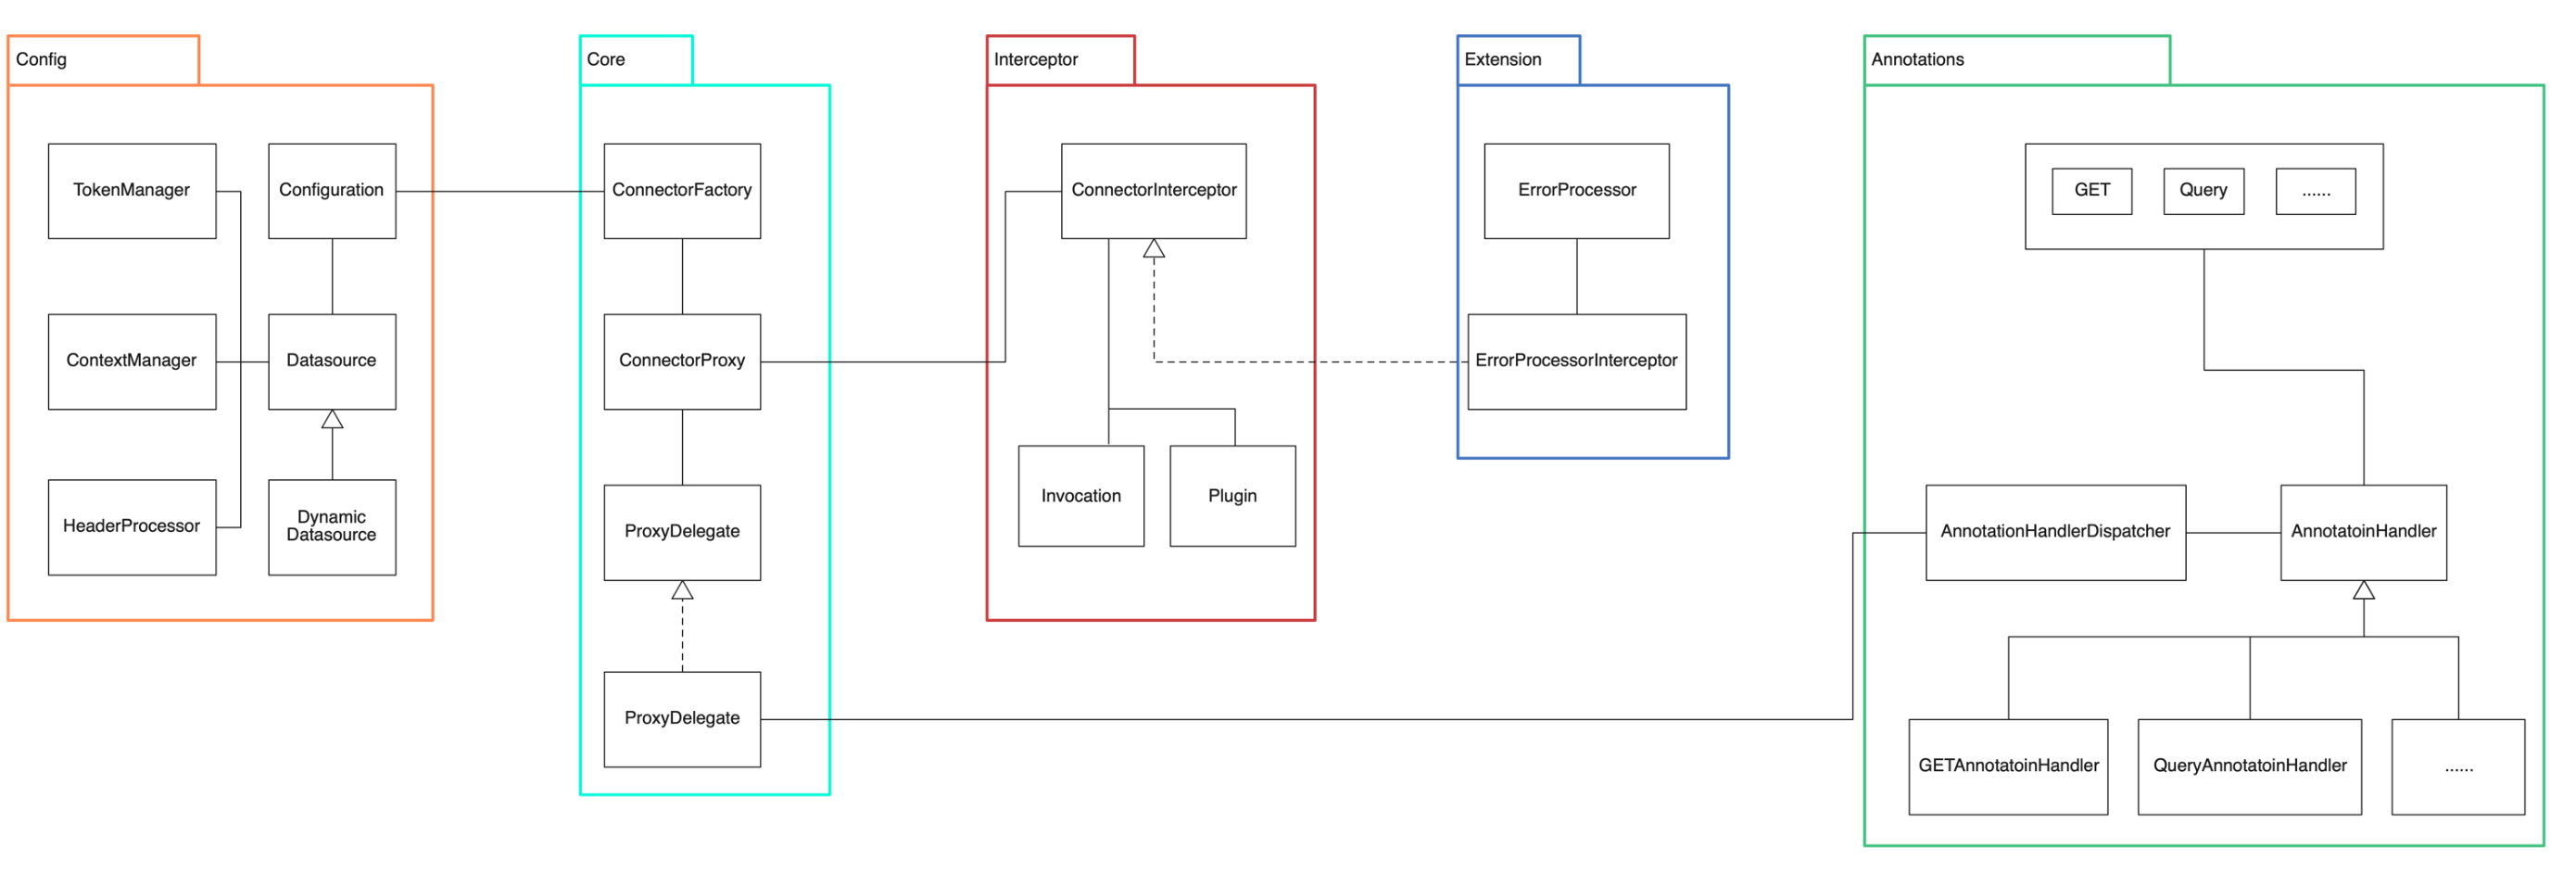 Config
TokenManager
Configuration
ContextManager
Datasource
HeaderProcessor
Dynamic
Datasource
Core
ConnectorFactory
ConnectorProxy
ProxyDelegate
ProxyDelegate
Interceptor
ConnectorInterceptor
Invocation
Plugin
Extension
ErrorProcessor
ErrorProcessorInterceptor
Annotations
GET
Query
......
AnnotationHandlerDispatcher
AnnotatoinHandler
GETAnnotatoinHandler
QueryAnnotatoinHandler
......